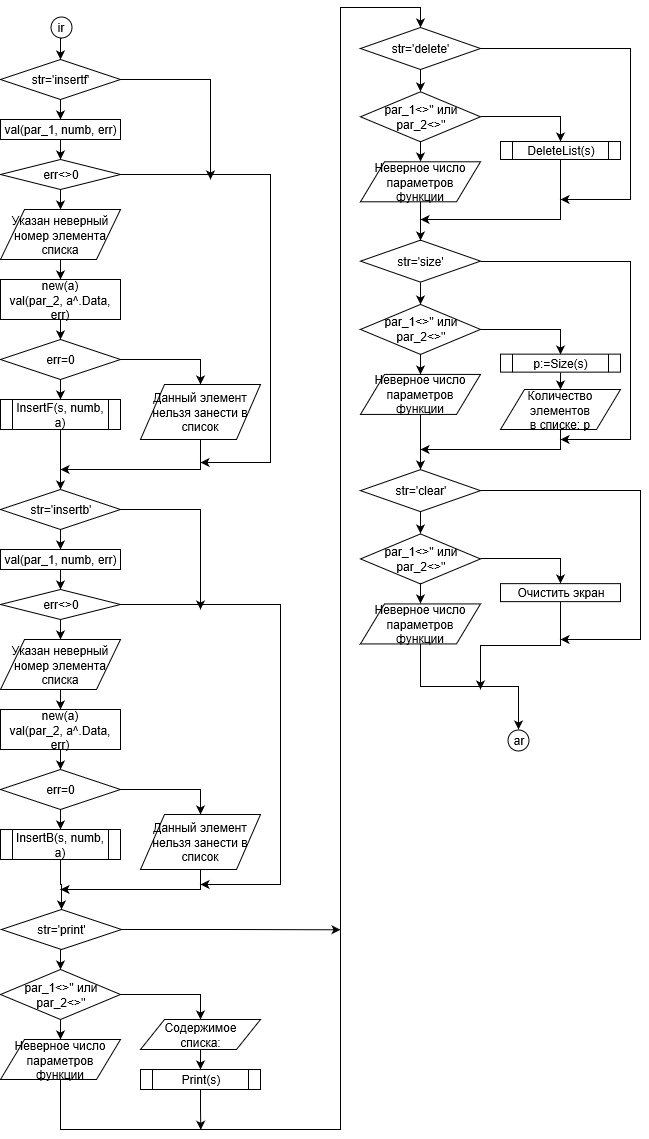 ir
str='insertf'
val(par_1, numb, err)
err<>0
Указан неверный
номер элемента
списка
new(a)
val(par_2, a^.Data,
err)
err=0
InsertF(s, numb,
a)
Данный элемент
нельзя занести в
список
str='insertb'
val(par_1, numb, err)
err<>0
Указан неверный
номер элемента
списка
new(a)
val(par_2, a^.Data,
err)
err=0
InsertB(s, numb,
a)
Данный элемент
нельзя занести в
список
str='print'
par_1<>'' или
par_2<>''
Неверное число
параметров
функции
Содержимое
списка:
Print(s)
str='delete'
par_1<>'' или
par_2<>''
Неверное число
параметров
функции
DeleteList(s)
str='size'
par_1<>'' или
par_2<>''
Неверное число
параметров
функции
p:=Size(s)
Количество
элементов
в списке: p
str='clear'
par_1<>'' или
par_2<>''
Неверное число
параметров
функции
Очистить экран
ar